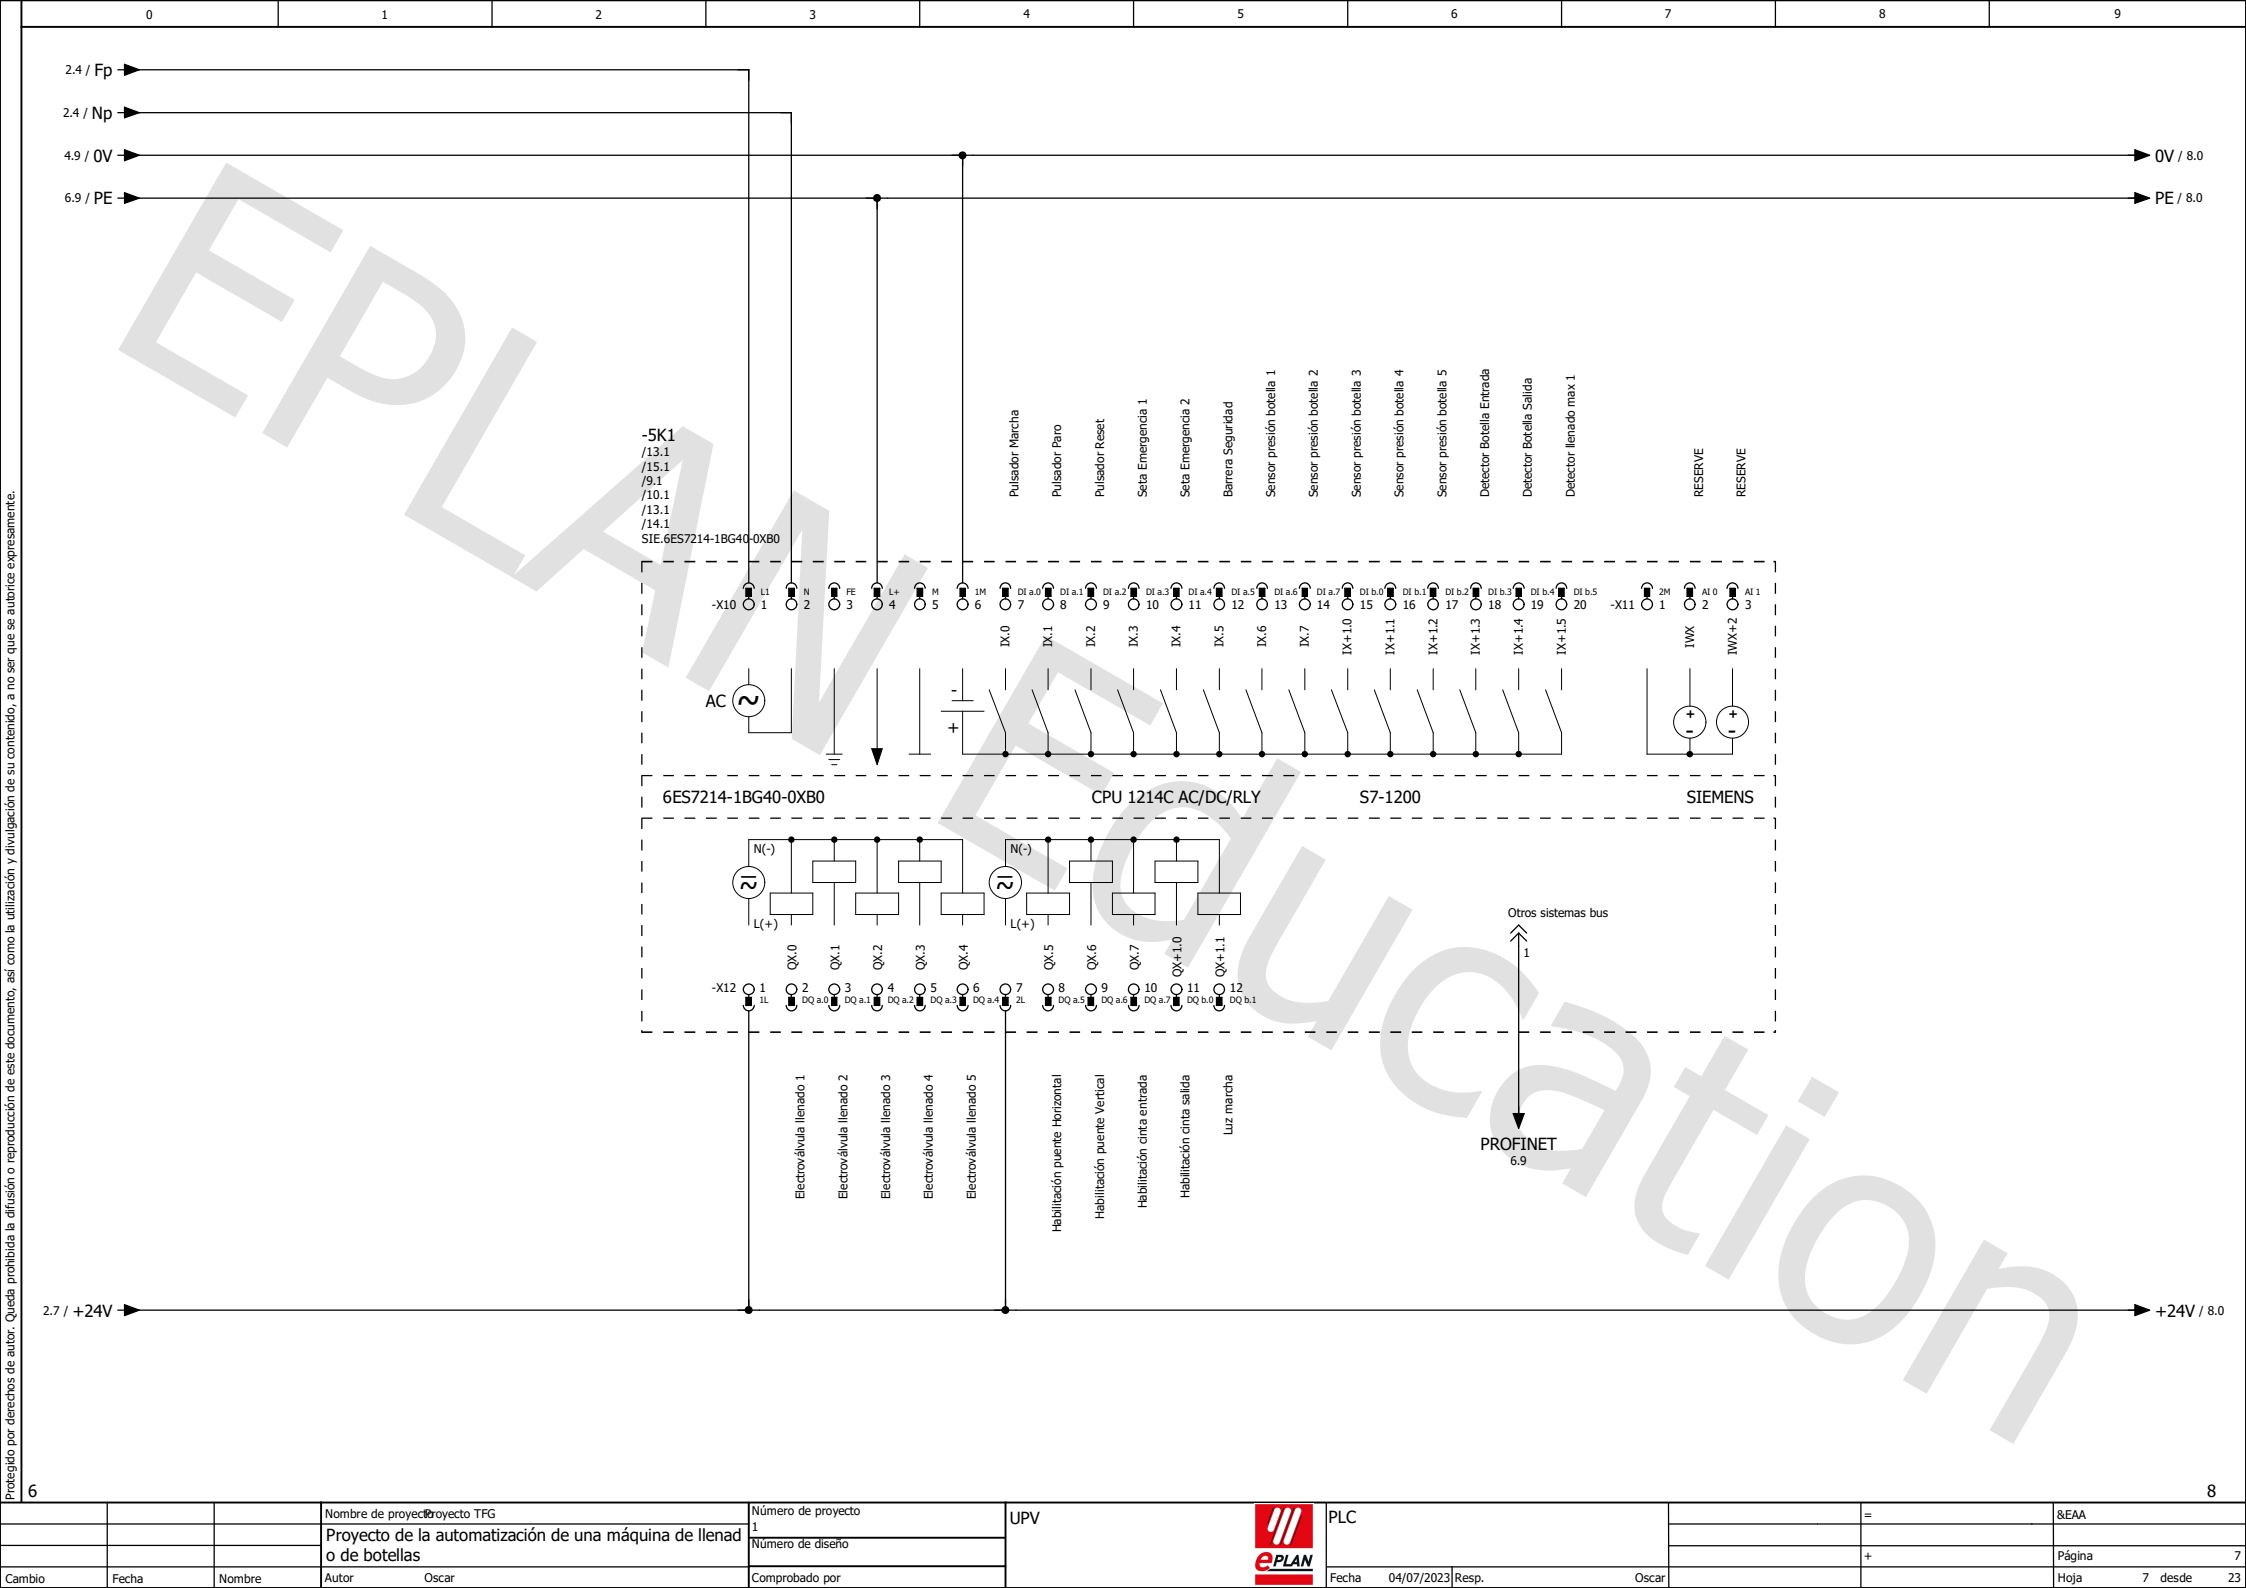 0 1 2 3 4 5 6 7 8 9
2.4 / Fp
2.4 / Np
4.9 / 0V
0V / 8.0
6.9 / PE
PE / 8.0
EPLAN Education
-5K1
/13.1
/15.1
/9.1
/10.1
/13.1
/14.1
SIE.6ES7214-1BG40-0XB0
Pulsador Marcha
Pulsador Paro
Pulsador Reset
Seta Emergencia 1
Seta Emergencia 2
Barrera Seguridad
Sensor presión botella 1
Sensor presión botella 2
Sensor presión botella 3
Sensor presión botella 4
Sensor presión botella 5
Detector Botella Entrada
Detector Botella Salida
Detector llenado max 1
RESERVE
RESERVE
L1 N FE L+ M 1M DI a.0 DI a.1 DI a.2 DI a.3 DI a.4 DI a.5 DI a.6 DI a.7 DI b.0 DI b.1 DI b.2 DI b.3 DI b.4 DI b.5 2M AI 0 AI 1
-X10 1 2 3 4 5 6 7 8 9 10 11 12 13 14 15 16 17 18 19 20 -X11 1 2 3
IX.0 IX.1 IX.2 IX.3 IX.4 IX.5 IX.6 IX.7 IX+1.0 IX+1.1 IX+1.2 IX+1.3 IX+1.4 IX+1.5 IWX IWX+2
AC ~
-
+
+
-
+
-
6ES7214-1BG40-0XB0 CPU 1214C AC/DC/RLY S7-1200 SIEMENS
N(-) N(-)
L(+) L(+)
QX.0 QX.1 QX.2 QX.3 QX.4 QX.5 QX.6 QX.7 QX+1.0 QX+1.1
-X12 1 2 3 4 5 6 7 8 9 10 11 12
1L DQ a.0 DQ a.1 DQ a.2 DQ a.3 DQ a.4 2L DQ a.5 DQ a.6 DQ a.7 DQ b.0 DQ b.1
Otros sistemas bus
1
PROFINET
6.9
Electroválvula llenado 1
Electroválvula llenado 2
Electroválvula llenado 3
Electroválvula llenado 4
Electroválvula llenado 5
Habilitación puente Horizontal
Habilitación puente Vertical
Habilitación cinta entrada
Habilitación cinta salida
Luz marcha
2.7 / +24V
+24V / 8.0
Protegido por derechos de autor. Queda prohibida la difusión o reproducción de este documento, así como la utilización y divulgación de su contenido, a no ser que se autorice expresamente.
6
8
Cambio Fecha Nombre
Nombre de proyecto Proyecto TFG
Proyecto de la automatización de una máquina de llenad
o de botellas
Autor Oscar
Número de proyecto
1
Número de diseño
Comprobado por
UPV
ePLAN
PLC
Fecha 04/07/2023 Resp. Oscar
=
+
&EAA
Página 7
Hoja 7 desde 23